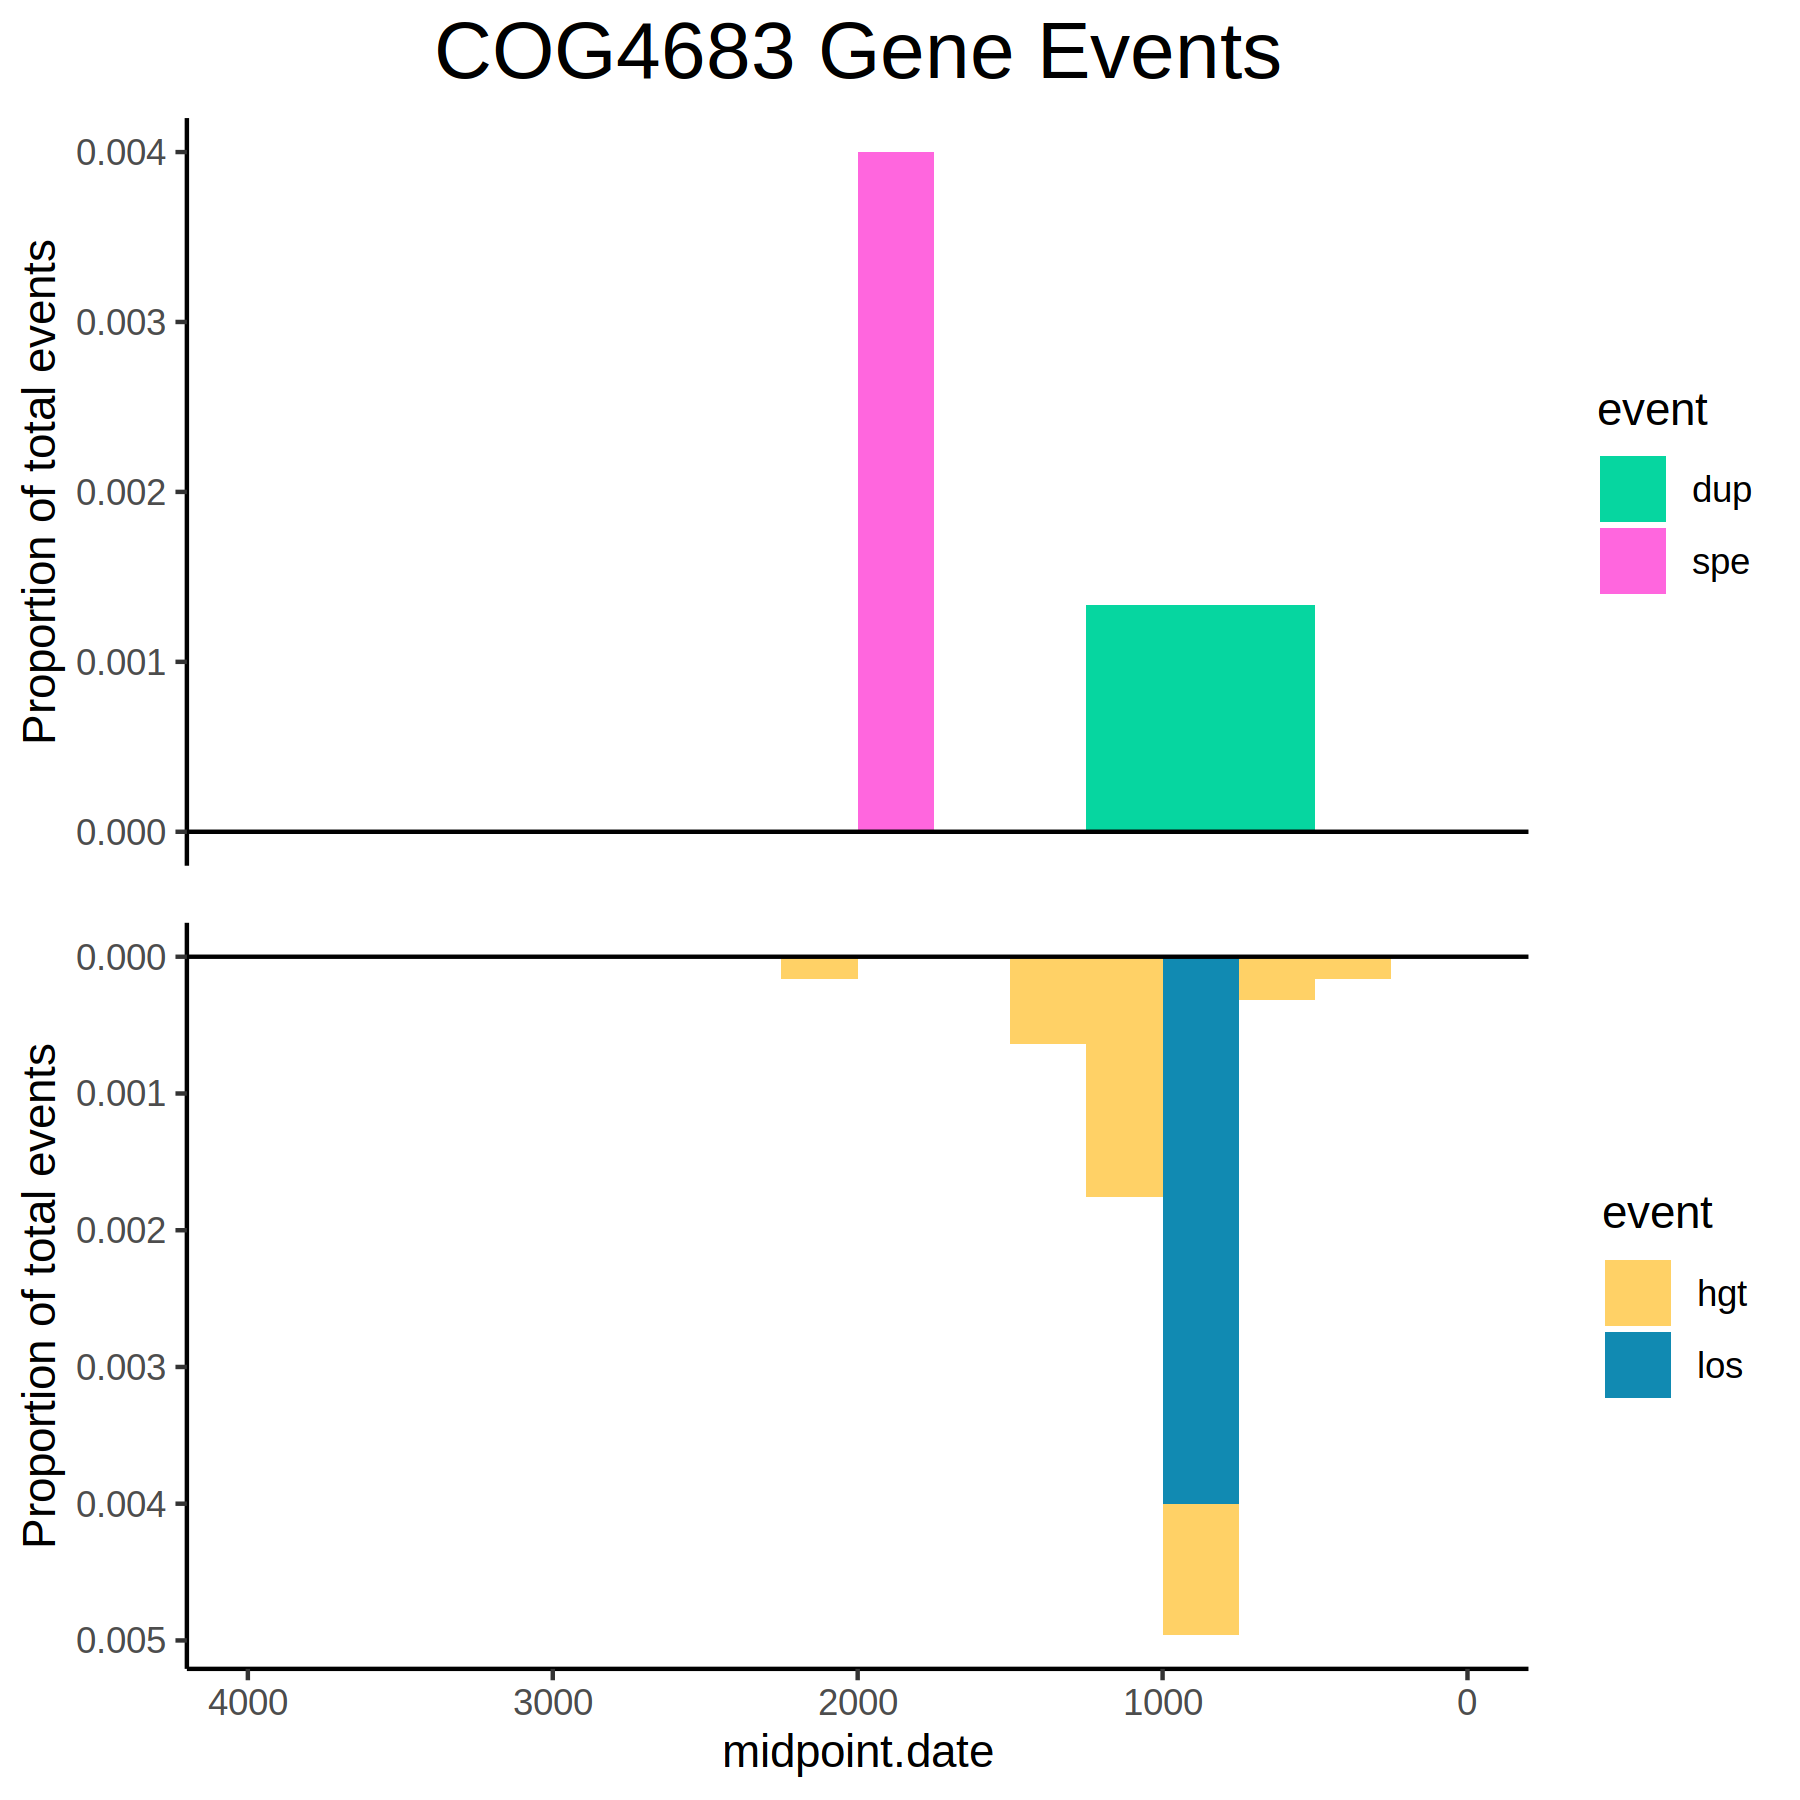 COG4683 Gene Events
Proportion of total events
0.004
0.003
0.002
0.001
0.000
event
dup
spe
Proportion of total events
0.000
0.001
0.002
0.003
0.004
0.005
event
hgt
los
4000
3000
2000
1000
0
midpoint.date